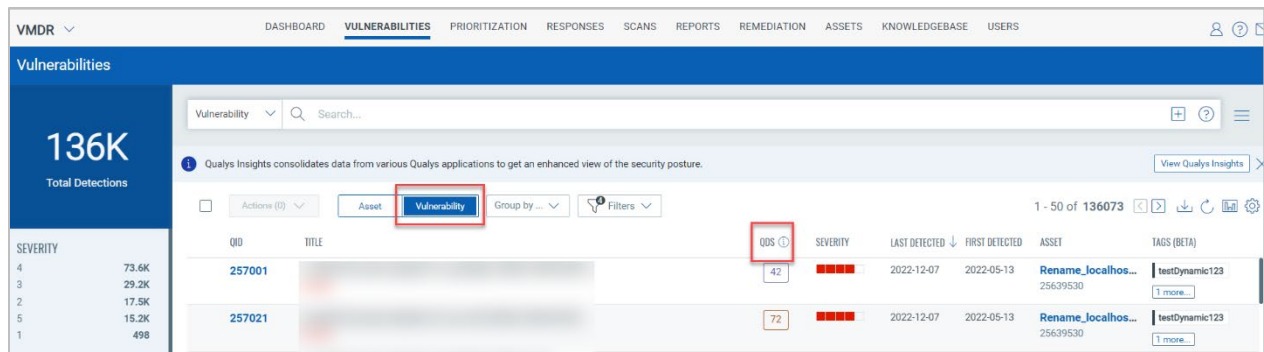 VMDR DASHBOARD VULNERABILITIES PRIORITIZATION RESPONSES SCANS REPORTS REMEDIATION ASSETS KNOWLEDGEBASE USERS
Vulnerabilities
136K
Total Detections
SEVERITY
4 73.6K
3 29.2K
2 17.5K
5 15.2K
1 498
Vulnerability Search...
Qualys Insights consolidates data from various Qualys applications to get an enhanced view of the security posture. View Qualys Insights
Actions (0) Asset Vulnerability Group by ... 4 Filters 1 - 50 of 136073
QID TITLE QDS SEVERITY LAST DETECTED FIRST DETECTED ASSET TAGS (BETA)
257001 42 2022-12-07 2022-05-13 Rename_localhos... testDynamic123
25639530 1 more...
257021 72 2022-12-07 2022-05-13 Rename_localhos... testDynamic123
25639530 1 more...